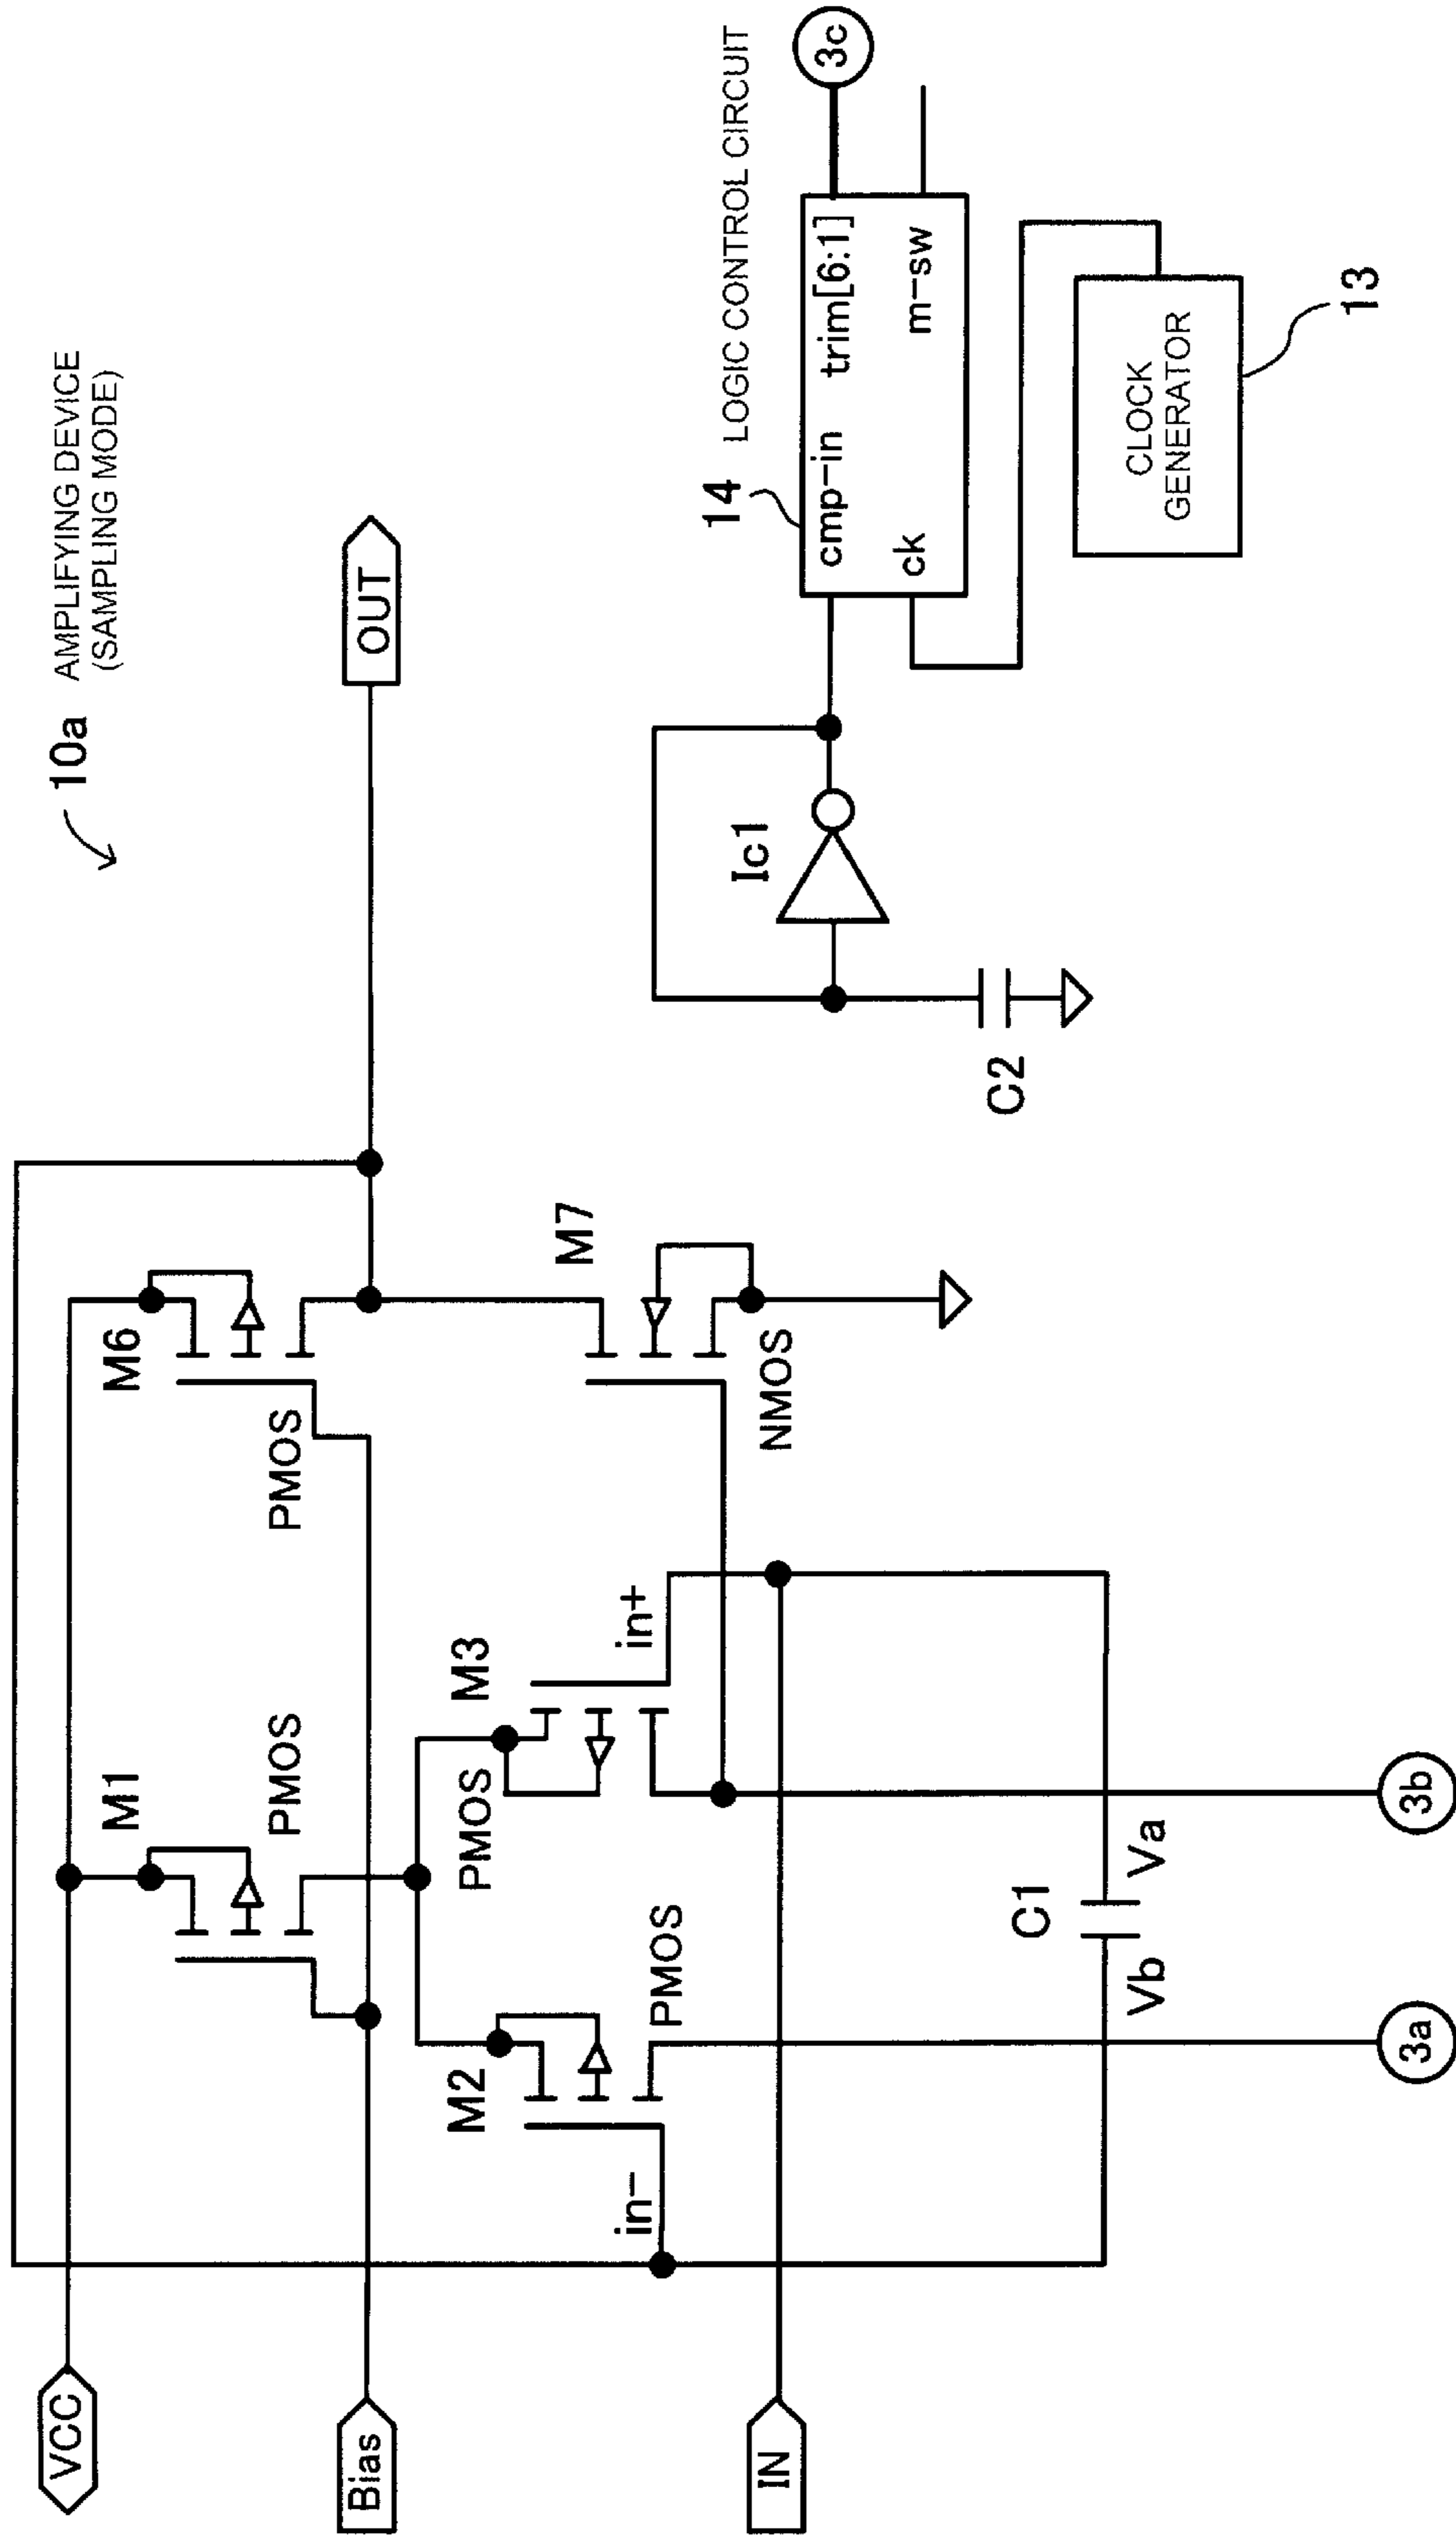 10a AMPLIFYING DEVICE
(SAMPLING MODE)
VCC
M1
PMOS
M6
PMOS
Bias
OUT
M2
PMOS
M3
PMOS
in-
in+
M7
NMOS
IN
C1
Vb
Va
3a
3b
Ic1
C2
14 LOGIC CONTROL CIRCUIT
cmp-in trim[6:1]
ck m-sw
3c
CLOCK
GENERATOR
13